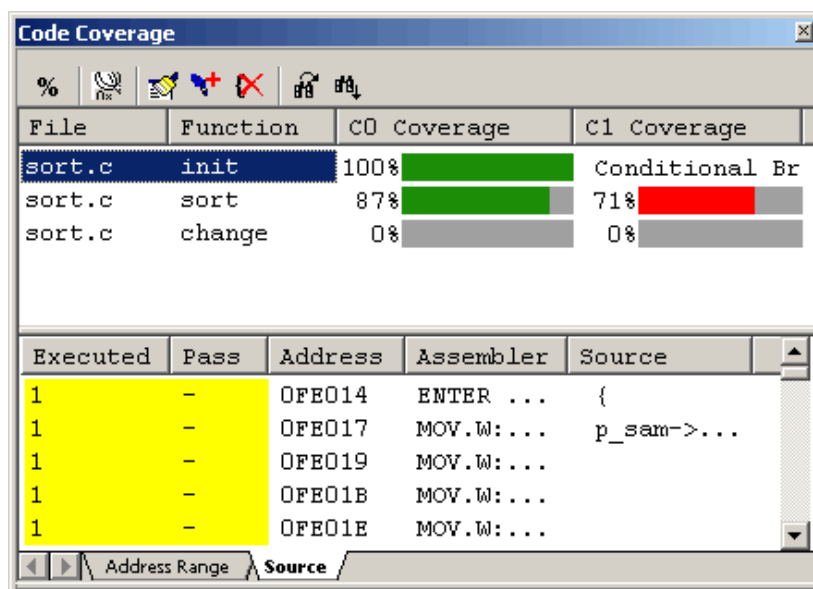 Code Coverage
%
File Function C0 Coverage C1 Coverage
sort.c init 100% Conditional Br
sort.c sort 87% 71%
sort.c change 0% 0%
Executed Pass Address Assembler Source
1 - 0FE014 ENTER ... {
1 - 0FE017 MOV.W:... p_sam->...
1 - 0FE019 MOV.W:...
1 - 0FE01B MOV.W:...
1 - 0FE01E MOV.W:...
Address Range Source